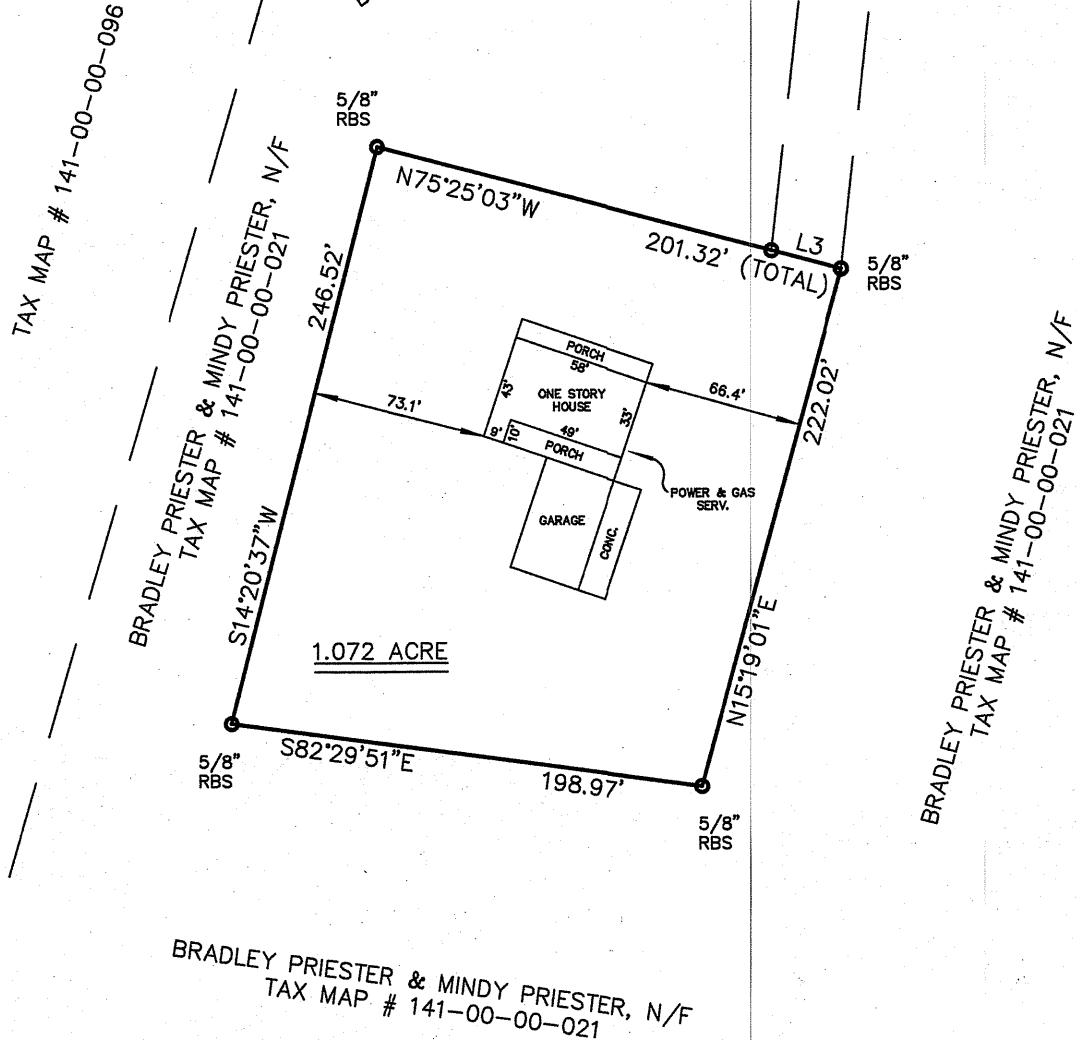 TAX MAP # 141-00-00-096
5/8"
RBS
N75°25'03"W
201.32' (TOTAL)
L3
5/8"
RBS
BRADLEY PRIESTER & MINDY PRIESTER, N/F
TAX MAP # 141-00-00-021
246.52'
S14°20'37"W
PORCH
58'
43'
ONE STORY
HOUSE
33'
66.4'
73.1'
9'
10'
49'
PORCH
222.02'
N15°19'01"E
POWER & GAS
SERV.
GARAGE
CONC.
BRADLEY PRIESTER & MINDY PRIESTER, N/F
TAX MAP # 141-00-00-021
1.072 ACRE
5/8"
RBS
S82°29'51"E
198.97'
5/8"
RBS
BRADLEY PRIESTER & MINDY PRIESTER, N/F
TAX MAP # 141-00-00-021